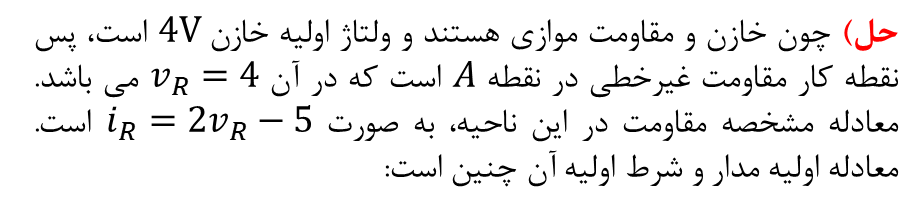 حل) چون خازن و مقاومت موازی هستند و ولتاژ اولیه خازن 4V است، پس
نقطه کار مقاومت غیرخطی در نقطه A است که در آن v_R = 4 می باشد.
معادله مشخصه مقاومت در این ناحیه، به صورت i_R = 2v_R − 5 است.
معادله اولیه مدار و شرط اولیه آن چنین است: